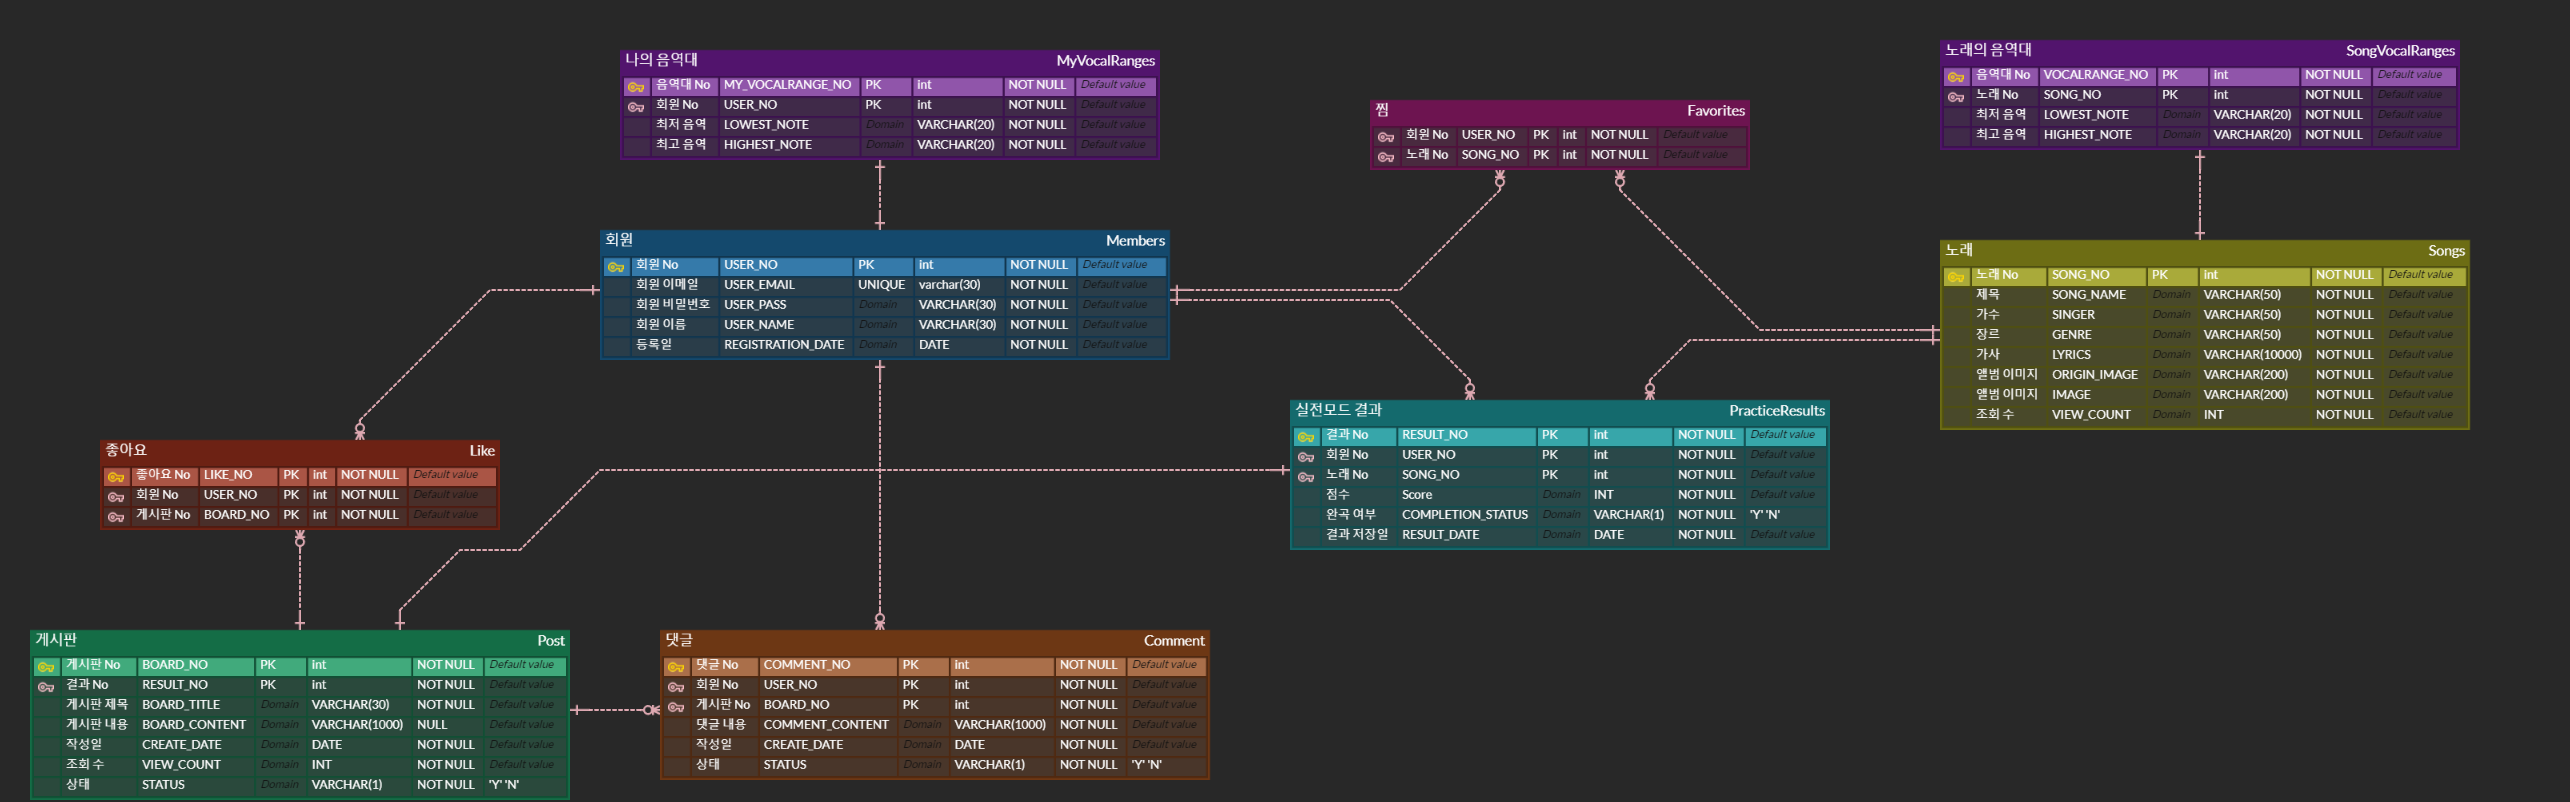 나의 음역대 MyVocalRanges
음역대 No MY_VOCALRANGE_NO PK int NOT NULL Default value
회원 No USER_NO PK int NOT NULL Default value
최저 음역 LOWEST_NOTE Domain VARCHAR(20) NOT NULL Default value
최고 음역 HIGHEST_NOTE Domain VARCHAR(20) NOT NULL Default value
찜 Favorites
회원 No USER_NO PK int NOT NULL Default value
노래 No SONG_NO PK int NOT NULL Default value
노래의 음역대 SongVocalRanges
음역대 No VOCALRANGE_NO PK int NOT NULL Default value
노래 No SONG_NO PK int NOT NULL Default value
최저 음역 LOWEST_NOTE Domain VARCHAR(20) NOT NULL Default value
최고 음역 HIGHEST_NOTE Domain VARCHAR(20) NOT NULL Default value
회원 Members
회원 No USER_NO PK int NOT NULL Default value
회원 이메일 USER_EMAIL UNIQUE varchar(30) NOT NULL Default value
회원 비밀번호 USER_PASS Domain VARCHAR(30) NOT NULL Default value
회원 이름 USER_NAME Domain VARCHAR(30) NOT NULL Default value
등록일 REGISTRATION_DATE Domain DATE NOT NULL Default value
노래 Songs
노래 No SONG_NO PK int NOT NULL Default value
제목 SONG_NAME Domain VARCHAR(50) NOT NULL Default value
가수 SINGER Domain VARCHAR(50) NOT NULL Default value
장르 GENRE Domain VARCHAR(50) NOT NULL Default value
가사 LYRICS Domain VARCHAR(10000) NOT NULL Default value
앨범 이미지 ORIGIN_IMAGE Domain VARCHAR(200) NOT NULL Default value
앨범 이미지 IMAGE Domain VARCHAR(200) NOT NULL Default value
조회 수 VIEW_COUNT Domain INT NOT NULL Default value
좋아요 Like
좋아요 No LIKE_NO PK int NOT NULL Default value
회원 No USER_NO PK int NOT NULL Default value
게시판 No BOARD_NO PK int NOT NULL Default value
실전모드 결과 PracticeResults
결과 No RESULT_NO PK int NOT NULL Default value
회원 No USER_NO PK int NOT NULL Default value
노래 No SONG_NO PK int NOT NULL Default value
점수 Score Domain INT NOT NULL Default value
완곡 여부 COMPLETION_STATUS Domain VARCHAR(1) NOT NULL 'Y' 'N'
결과 저장일 RESULT_DATE Domain DATE NOT NULL Default value
게시판 Post
게시판 No BOARD_NO PK int NOT NULL Default value
결과 No RESULT_NO PK int NOT NULL Default value
게시판 제목 BOARD_TITLE Domain VARCHAR(30) NOT NULL Default value
게시판 내용 BOARD_CONTENT Domain VARCHAR(1000) NULL Default value
작성일 CREATE_DATE Domain DATE NOT NULL Default value
조회 수 VIEW_COUNT Domain INT NOT NULL Default value
상태 STATUS Domain VARCHAR(1) NOT NULL 'Y' 'N'
댓글 Comment
댓글 No COMMENT_NO PK int NOT NULL Default value
회원 No USER_NO PK int NOT NULL Default value
게시판 No BOARD_NO PK int NOT NULL Default value
댓글 내용 COMMENT_CONTENT Domain VARCHAR(1000) NOT NULL Default value
작성일 CREATE_DATE Domain DATE NOT NULL Default value
상태 STATUS Domain VARCHAR(1) NOT NULL 'Y' 'N'